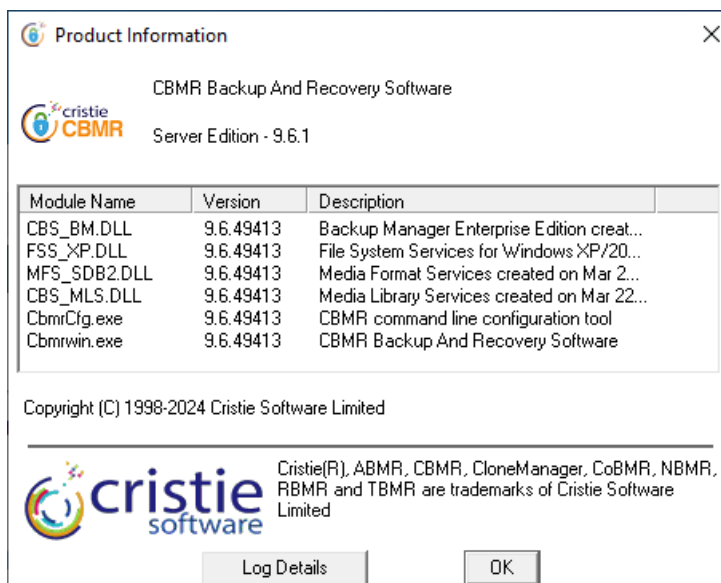 Product Information
CBMR Backup And Recovery Software
cristie
CBMR
Server Edition - 9.6.1
Module Name Version Description
CBS_BM.DLL 9.6.49413 Backup Manager Enterprise Edition creat...
FSS_XP.DLL 9.6.49413 File System Services for Windows XP/20...
MFS_SDB2.DLL 9.6.49413 Media Format Services created on Mar 2...
CBS_MLS.DLL 9.6.49413 Media Library Services created on Mar 22...
CbmrCfg.exe 9.6.49413 CBMR command line configuration tool
Cbmrwin.exe 9.6.49413 CBMR Backup And Recovery Software
Copyright (C) 1998-2024 Cristie Software Limited
cristie
software
Cristie(R), ABMR, CBMR, CloneManager, CoBMR, NBMR,
RBMR and TBMR are trademarks of Cristie Software
Limited
Log Details OK